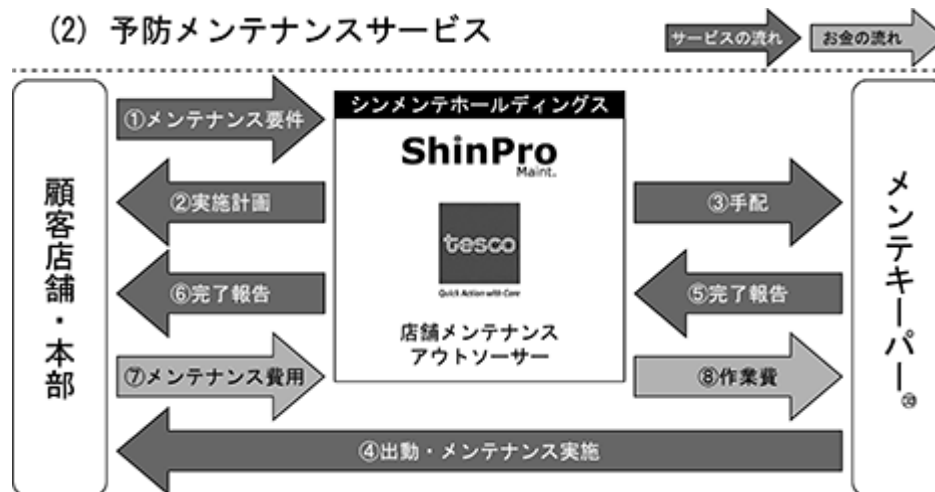 (2) 予防メンテナンスサービス
サービスの流れ
お金の流れ
顧客店舗・本部
①メンテナンス要件
②実施計画
⑥完了報告
⑦メンテナンス費用
シンメンテホールディングス
ShinPro
Maint.
tesco
Quick Action with Care
店舗メンテナンス
アウトソーサー
③手配
⑤完了報告
⑧作業費
④出動・メンテナンス実施
メンテキーパー®